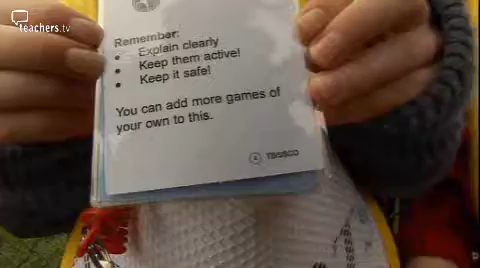 teachers.tv
Remember:
• Explain clearly
• Keep them active!
• Keep it safe!
You can add more games of
your own to this.